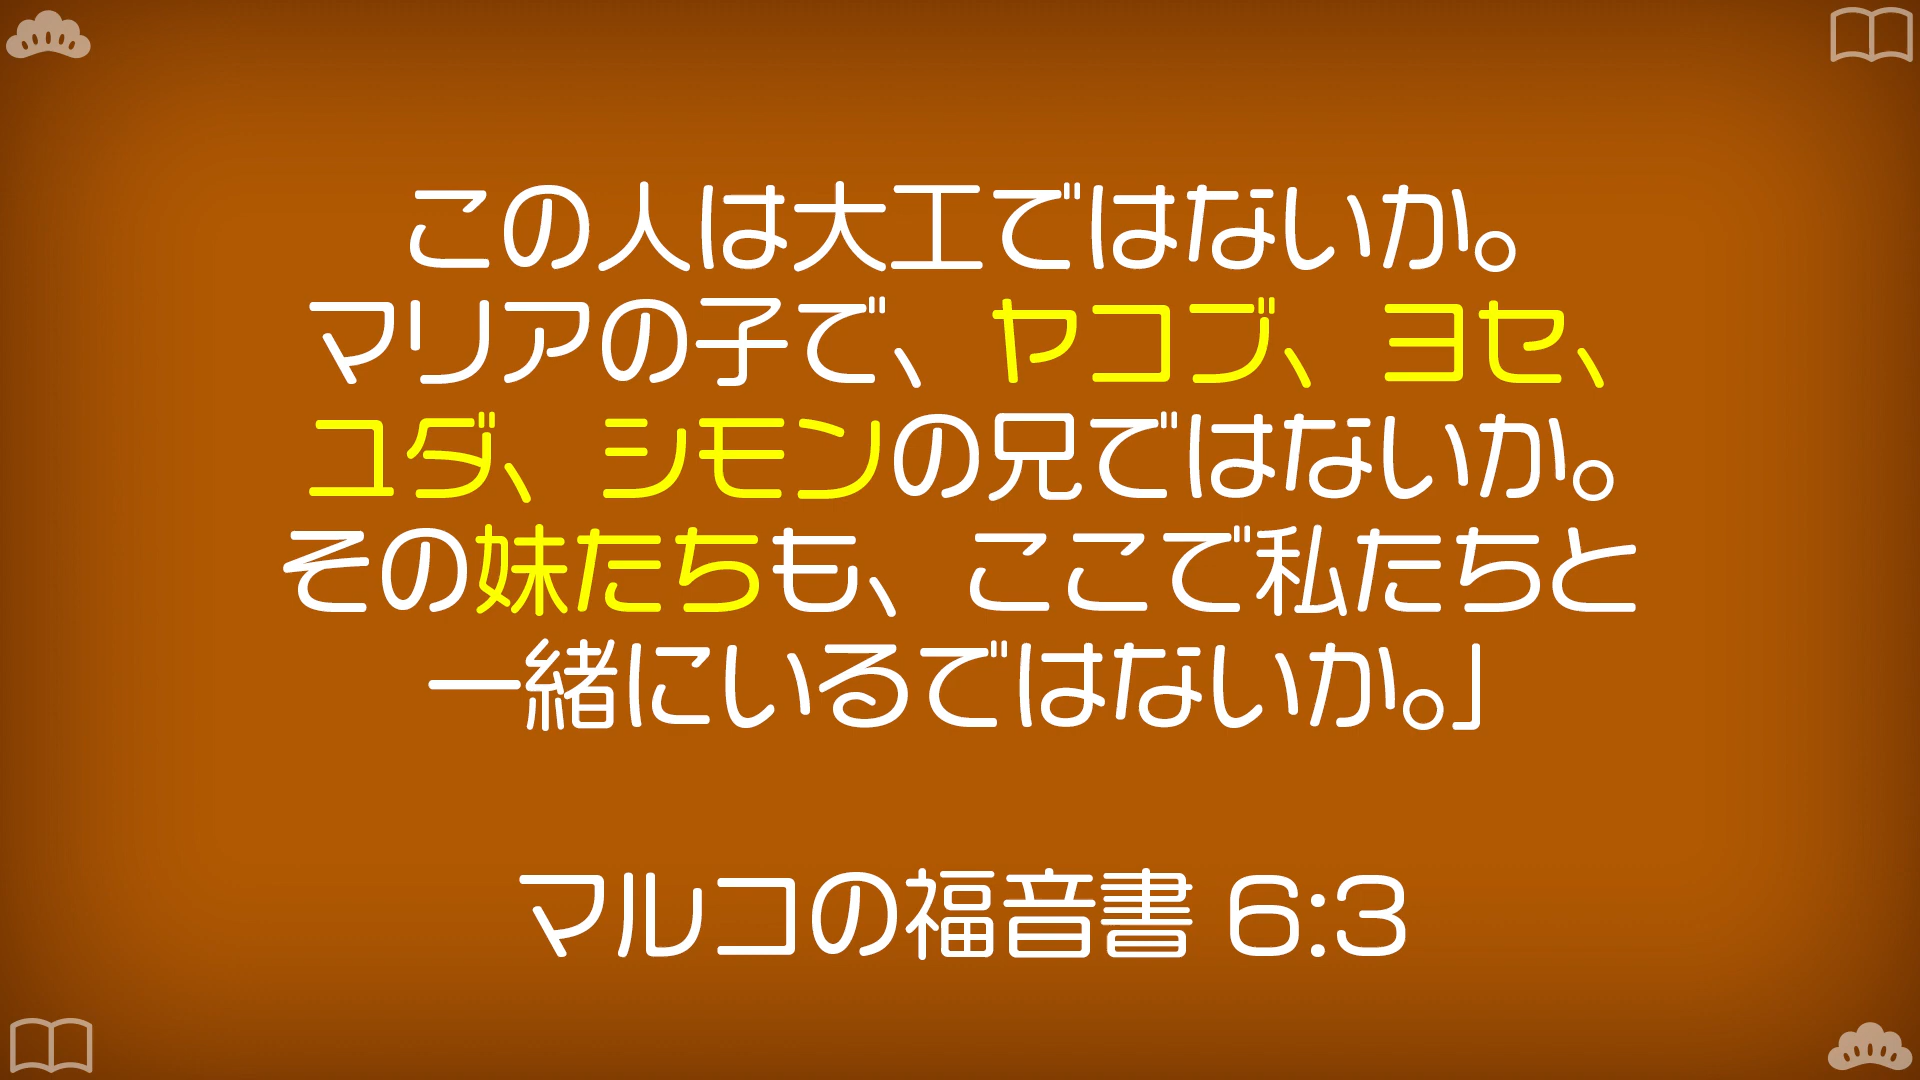 この人は大工ではないか。
マリアの子で、ヤコブ、ヨセ、
ユダ、シモンの兄ではないか。
その妹たちも、ここで私たちと
一緒にいるではないか。」
マルコの福音書 6:3